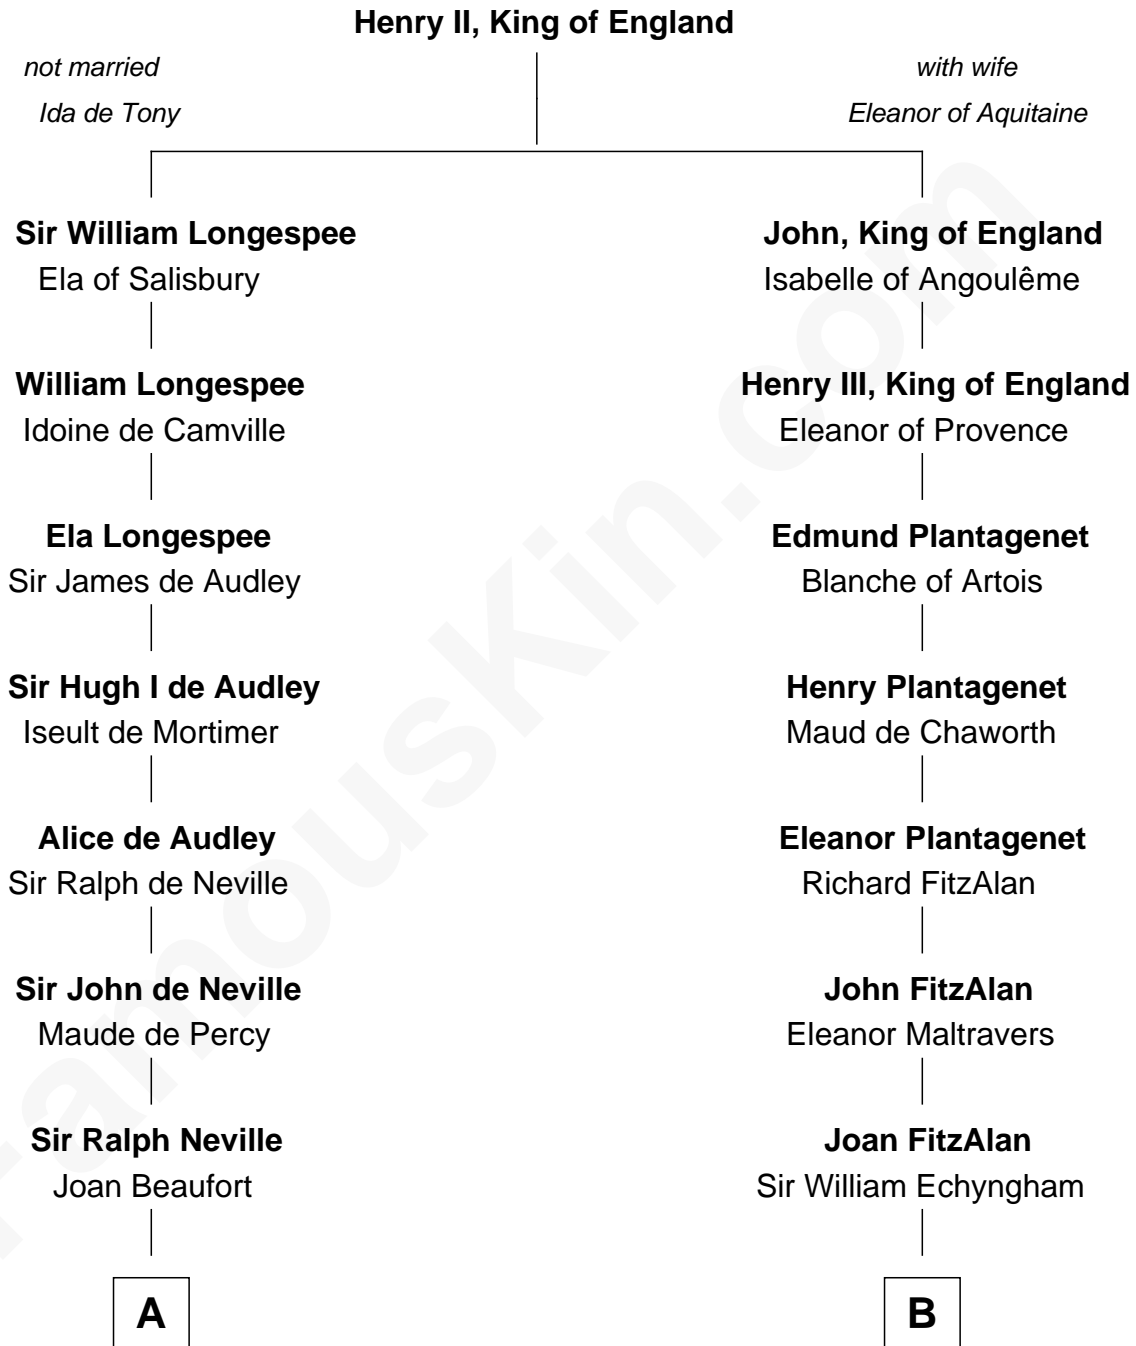 Henry II, King of England
not married
with wife
Ida de Tony
Eleanor of Aquitaine
Sir William Longespee
John, King of England
Ela of Salisbury
Isabelle of Angoulême
William Longespee
Henry III, King of England
Idoine de Camville
Eleanor of Provence
Ela Longespee
Edmund Plantagenet
Sir James de Audley
Blanche of Artois
Sir Hugh I de Audley
Henry Plantagenet
Iseult de Mortimer
Maud de Chaworth
Alice de Audley
Eleanor Plantagenet
Sir Ralph de Neville
Richard FitzAlan
Sir John de Neville
John FitzAlan
Maude de Percy
Eleanor Maltravers
Sir Ralph Neville
Joan FitzAlan
Joan Beaufort
Sir William Echyngham
A
B
FamousKin.com